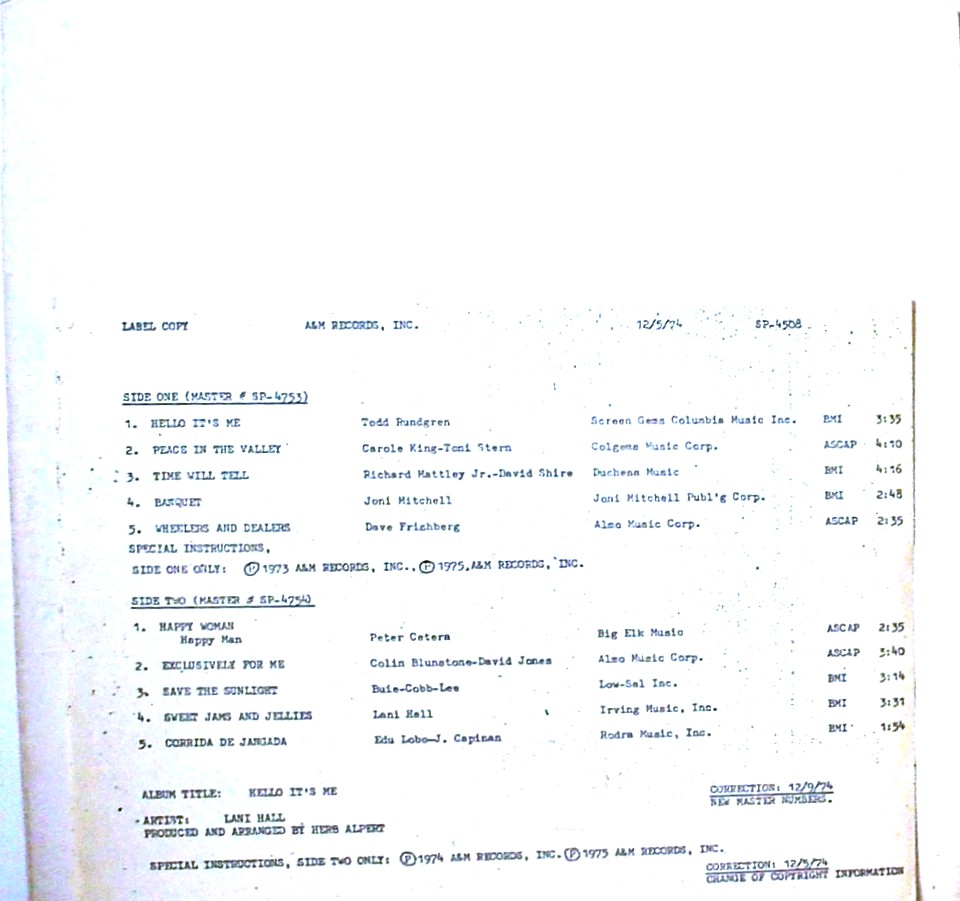 LABEL COPY A&M RECORDS, INC. 12/5/74 SP-4508
SIDE ONE (MASTER # SP-4753)
1. HELLO IT'S ME Todd Rundgren Screen Gems Columbia Music Inc. BMI 3:35
2. PEACE IN THE VALLEY Carole King-Toni Stern Colgems Music Corp. ASCAP 4:10
3. TIME WILL TELL Richard Mattley Jr.-David Shire Duchess Music BMI 4:16
4. BANQUET Joni Mitchell Joni Mitchell Publ'g Corp. BMI 2:48
5. WHEELERS AND DEALERS Dave Frishberg Almo Music Corp. ASCAP 2:35
SPECIAL INSTRUCTIONS,
SIDE ONE ONLY: Ⓟ 1973 A&M RECORDS, INC., Ⓟ 1975, A&M RECORDS, INC.
SIDE TWO (MASTER # SP-4754)
1. HAPPY WOMAN
Happy Man Peter Cetera Big Elk Music ASCAP 2:35
2. EXCLUSIVELY FOR ME Colin Blunstone-David Jones Almo Music Corp. ASCAP 3:40
3. SAVE THE SUNLIGHT Buie-Cobb-Lee Low-Sal Inc. BMI 3:14
4. SWEET JAMS AND JELLIES Lani Hall Irving Music, Inc. BMI 3:31
5. CORRIDA DE JANGADA Edu Lobo-J. Capinan Rodra Music, Inc. BMI 1:54
ALBUM TITLE: HELLO IT'S ME CORRECTION: 12/9/74
NEW MASTER NUMBERS.
ARTIST: LANI HALL
PRODUCED AND ARRANGED BY HERB ALPERT
SPECIAL INSTRUCTIONS, SIDE TWO ONLY: Ⓟ 1974 A&M RECORDS, INC. Ⓟ 1975 A&M RECORDS, INC.
CORRECTION: 12/5/74
CHANGE OF COPYRIGHT INFORMATION